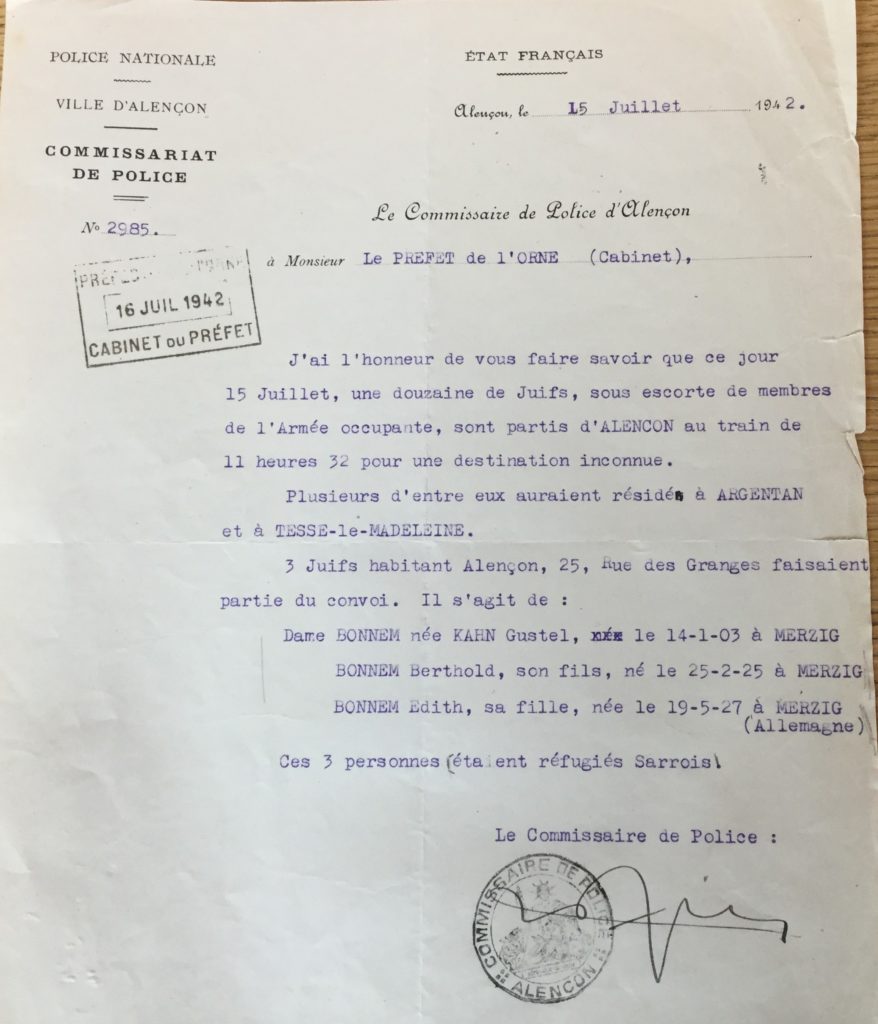 POLICE NATIONALE
VILLE D'ALENÇON
COMMISSARIAT
DE POLICE
Nº 2985.
ÉTAT FRANÇAIS
Alençon, le 15 Juillet 1942.
Le Commissaire de Police d'Alençon
à Monsieur Le PREFET de l'ORNE (Cabinet),
16 JUIL 1942
CABINET DU PRÉFET
J'ai l'honneur de vous faire savoir que ce jour
15 Juillet, une douzaine de Juifs, sous escorte de membres
de l'Armée occupante, sont partis d'ALENCON au train de
11 heures 32 pour une destination inconnue.
Plusieurs d'entre eux auraient résidé à ARGENTAN
et à TESSE-le-MADELEINE.
3 Juifs habitant Alençon, 25, Rue des Granges faisaient
partie du convoi. Il s'agit de :
Dame BONNEM née KAHN Gustel, née le 14-1-03 à MERZIG
BONNEM Berthold, son fils, né le 25-2-25 à MERZIG
BONNEM Edith, sa fille, née le 19-5-27 à MERZIG
(Allemagne)
Ces 3 personnes (étaient réfugiés Sarrois.
Le Commissaire de Police :
COMMISSAIRE DE POLICE
ALENCON